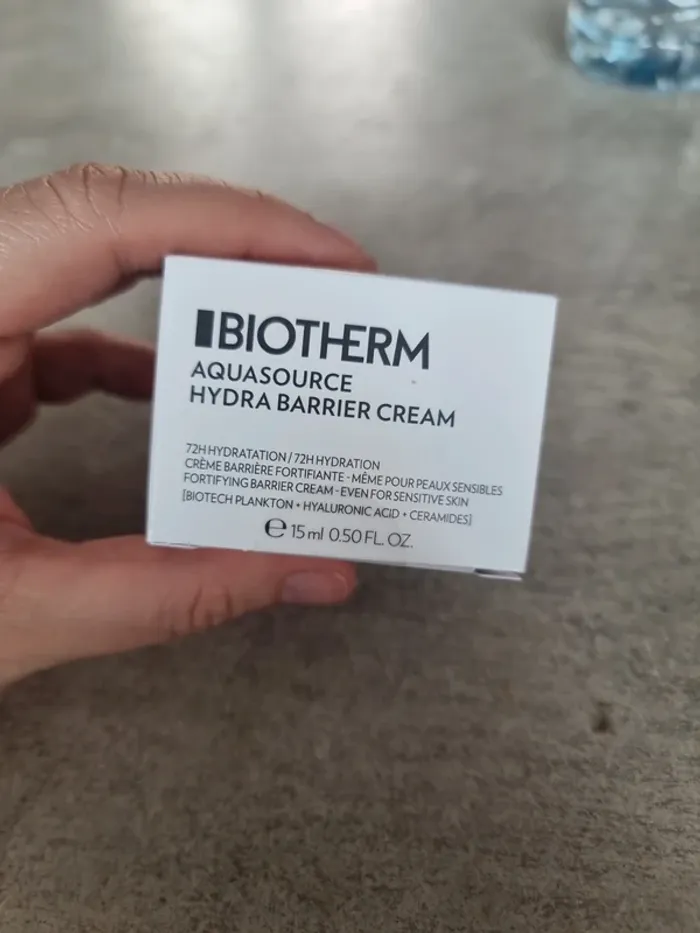 BIOTHERM
AQUASOURCE
HYDRA BARRIER CREAM
72H HYDRATATION / 72H HYDRATION
CRÈME BARRIÈRE FORTIFIANTE - MÊME POUR PEAUX SENSIBLES
FORTIFYING BARRIER CREAM - EVEN FOR SENSITIVE SKIN
[BIOTECH PLANKTON + HYALURONIC ACID + CERAMIDES]
℮ 15 ml 0.50 FL. OZ.